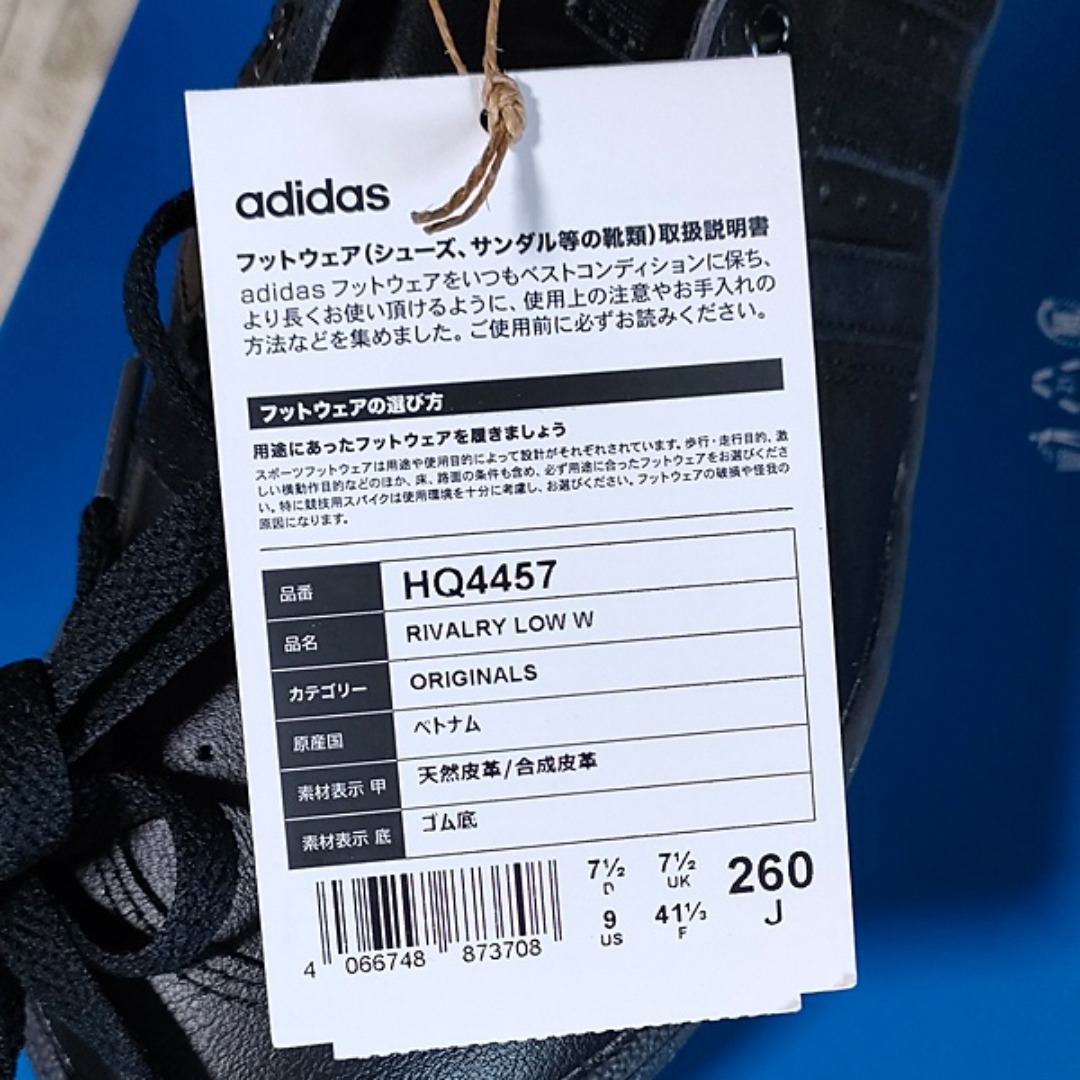 adidas
フットウェア(シューズ、サンダル等の靴類)取扱説明書
adidas フットウェアをいつもベストコンディションに保ち、
より長くお使い頂けるように、使用上の注意やお手入れの
方法などを集めました。ご使用前に必ずお読みください。
フットウェアの選び方
用途にあったフットウェアを履きましょう
スポーツフットウェアは用途や使用目的によって設計がそれぞれされています。歩行・走行目的、激
しい横動作目的などのほか、床、路面の条件も含め、必ず用途に合ったフットウェアをお選びくださ
い。特に競技用スパイクは使用環境を十分に考慮し、お選びください。フットウェアの破損や怪我の
原因になります。
品番 HQ4457
品名 RIVALRY LOW W
カテゴリー ORIGINALS
原産国 ベトナム
素材表示 甲 天然皮革/合成皮革
素材表示 底 ゴム底
7½ 7½ 260
D UK J
9 41⅓
US F
4 066748 873708